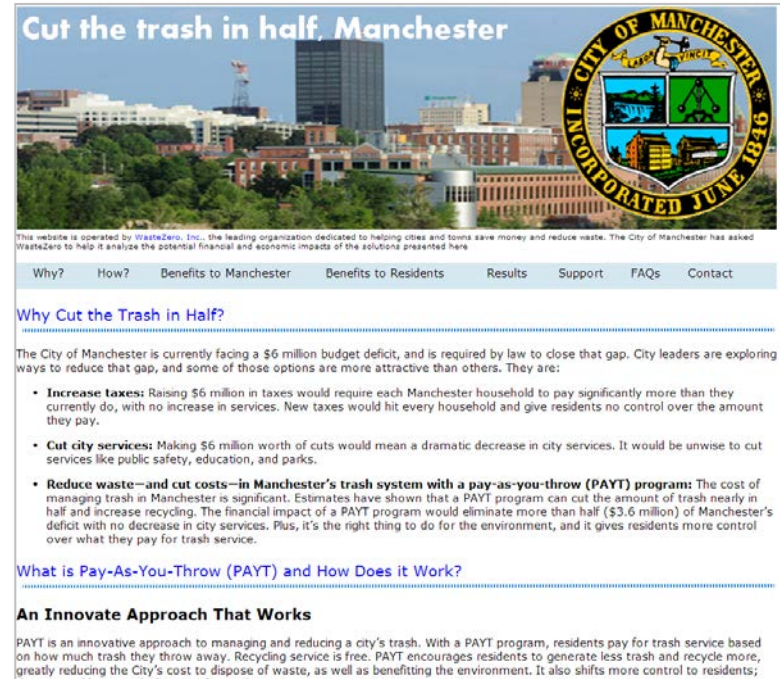 Cut the trash in half, Manchester
CITY OF MANCHESTER
LABOR VINCIT
INCORPORATED JUNE 1846
This website is operated by WasteZero, Inc., the leading organization dedicated to helping cities and towns save money and reduce waste. The City of Manchester has asked
WasteZero to help it analyze the potential financial and economic impacts of the solutions presented here
Why? How? Benefits to Manchester Benefits to Residents Results Support FAQs Contact
Why Cut the Trash in Half?
The City of Manchester is currently facing a $6 million budget deficit, and is required by law to close that gap. City leaders are exploring
ways to reduce that gap, and some of those options are more attractive than others. They are:
• Increase taxes: Raising $6 million in taxes would require each Manchester household to pay significantly more than they
currently do, with no increase in services. New taxes would hit every household and give residents no control over the amount
they pay.
• Cut city services: Making $6 million worth of cuts would mean a dramatic decrease in city services. It would be unwise to cut
services like public safety, education, and parks.
• Reduce waste—and cut costs—in Manchester's trash system with a pay-as-you-throw (PAYT) program: The cost of
managing trash in Manchester is significant. Estimates have shown that a PAYT program can cut the amount of trash nearly in
half and increase recycling. The financial impact of a PAYT program would eliminate more than half ($3.6 million) of Manchester's
deficit with no decrease in city services. Plus, it's the right thing to do for the environment, and it gives residents more control
over what they pay for trash service.
What is Pay-As-You-Throw (PAYT) and How Does it Work?
An Innovate Approach That Works
PAYT is an innovative approach to managing and reducing a city's trash. With a PAYT program, residents pay for trash service based
on how much trash they throw away. Recycling service is free. PAYT encourages residents to generate less trash and recycle more,
greatly reducing the City's cost to dispose of waste, as well as benefitting the environment. It also shifts more control to residents;